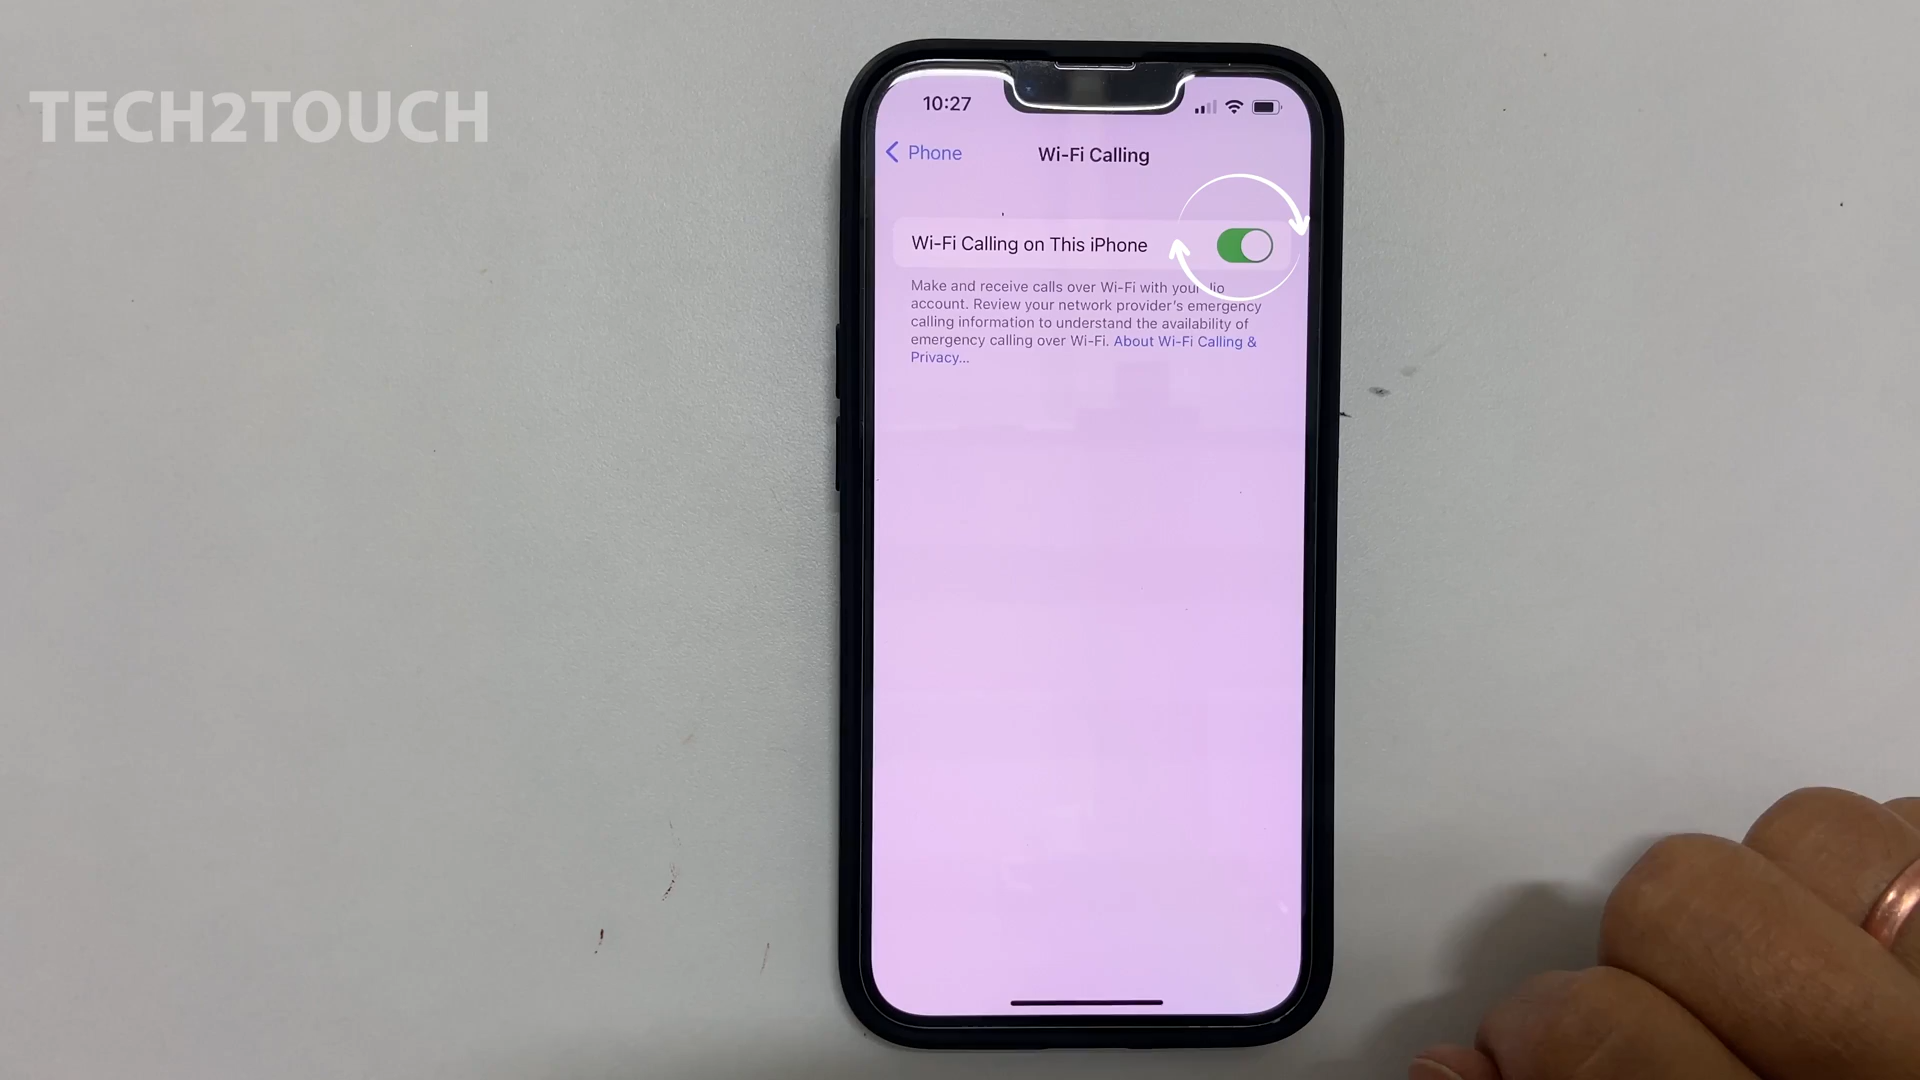 TECH2TOUCH
10:27
Phone
Wi-Fi Calling
Wi-Fi Calling on This iPhone
Make and receive calls over Wi-Fi with your Jio
account. Review your network provider's emergency
calling information to understand the availability of
emergency calling over Wi-Fi. About Wi-Fi Calling &
Privacy...